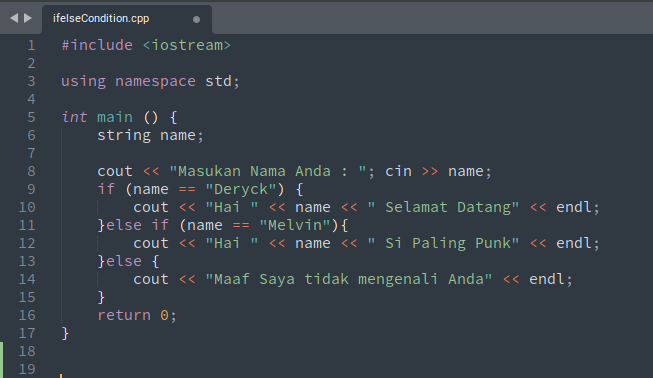 ifelseCondition.cpp
1 #include <iostream>
2
3 using namespace std;
4
5 int main () {
6     string name;
7
8     cout << "Masukan Nama Anda : "; cin >> name;
9     if (name == "Deryck") {
10         cout << "Hai " << name << " Selamat Datang" << endl;
11     }else if (name == "Melvin"){
12         cout << "Hai " << name << " Si Paling Punk" << endl;
13     }else {
14         cout << "Maaf Saya tidak mengenali Anda" << endl;
15     }
16     return 0;
17 }
18
19